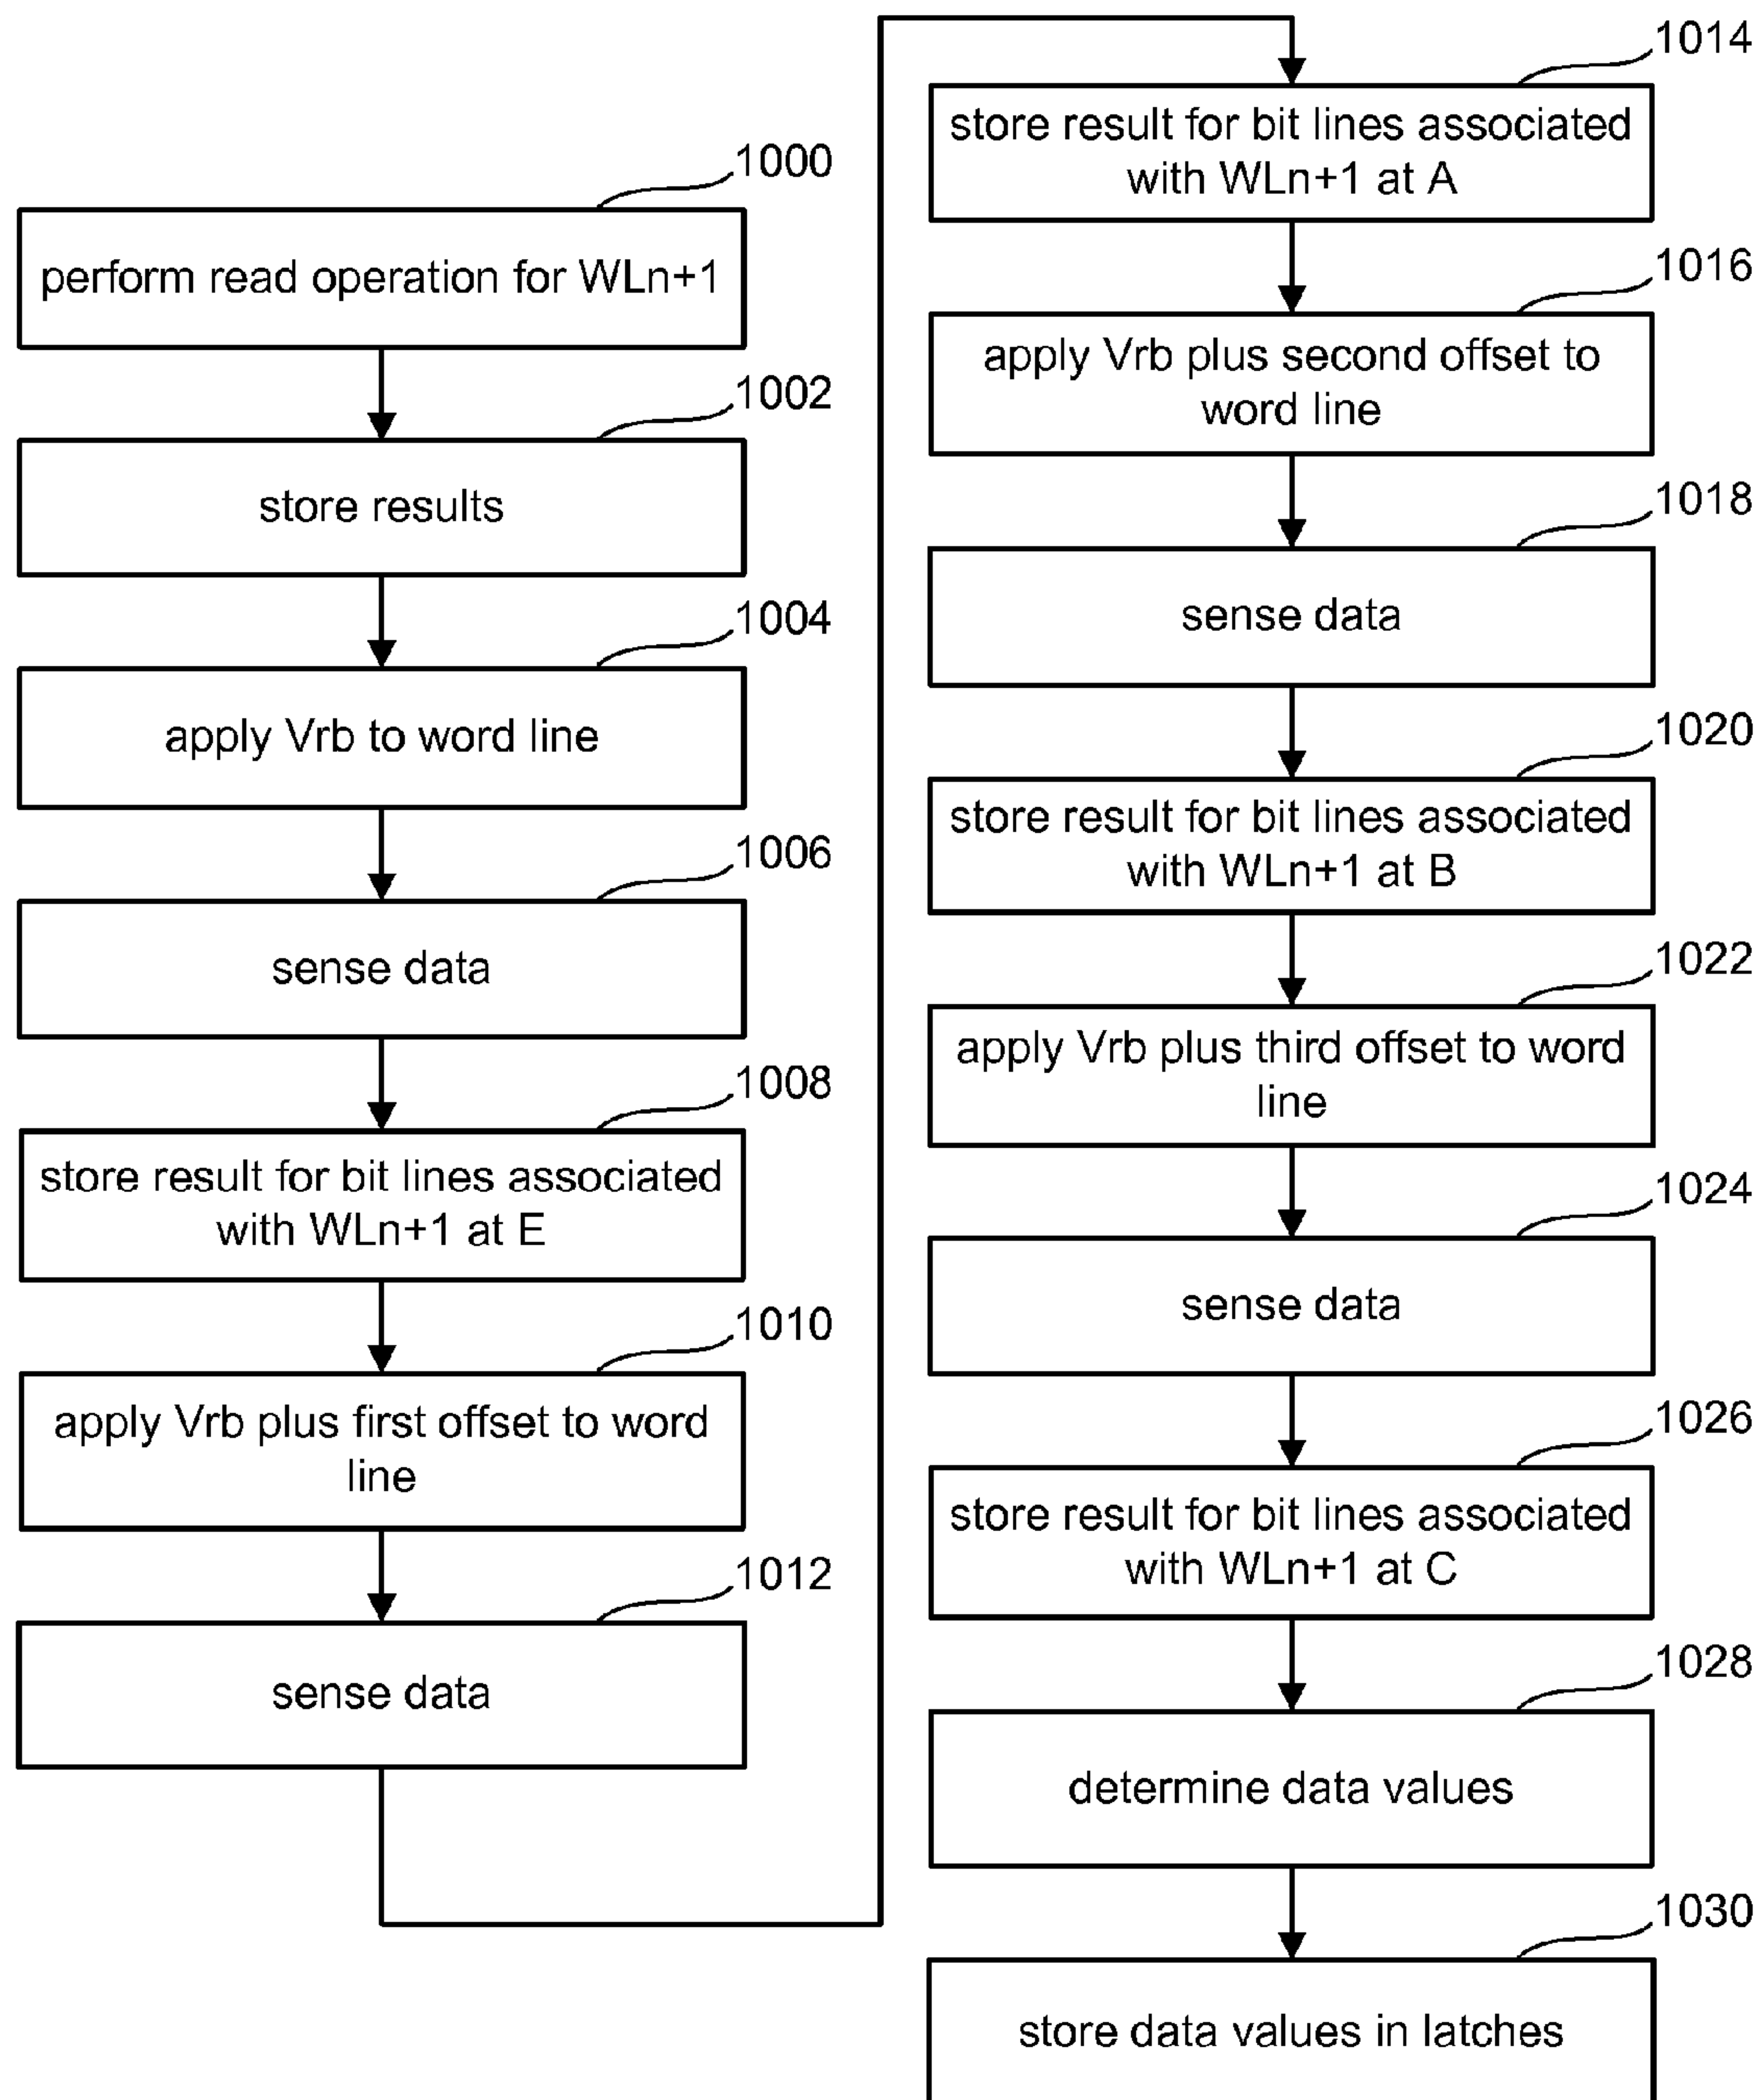 1000
perform read operation for WLn+1
1002
store results
1004
apply Vrb to word line
1006
sense data
1008
store result for bit lines associated
with WLn+1 at E
1010
apply Vrb plus first offset to word
line
1012
sense data
1014
store result for bit lines associated
with WLn+1 at A
1016
apply Vrb plus second offset to
word line
1018
sense data
1020
store result for bit lines associated
with WLn+1 at B
1022
apply Vrb plus third offset to word
line
1024
sense data
1026
store result for bit lines associated
with WLn+1 at C
1028
determine data values
1030
store data values in latches